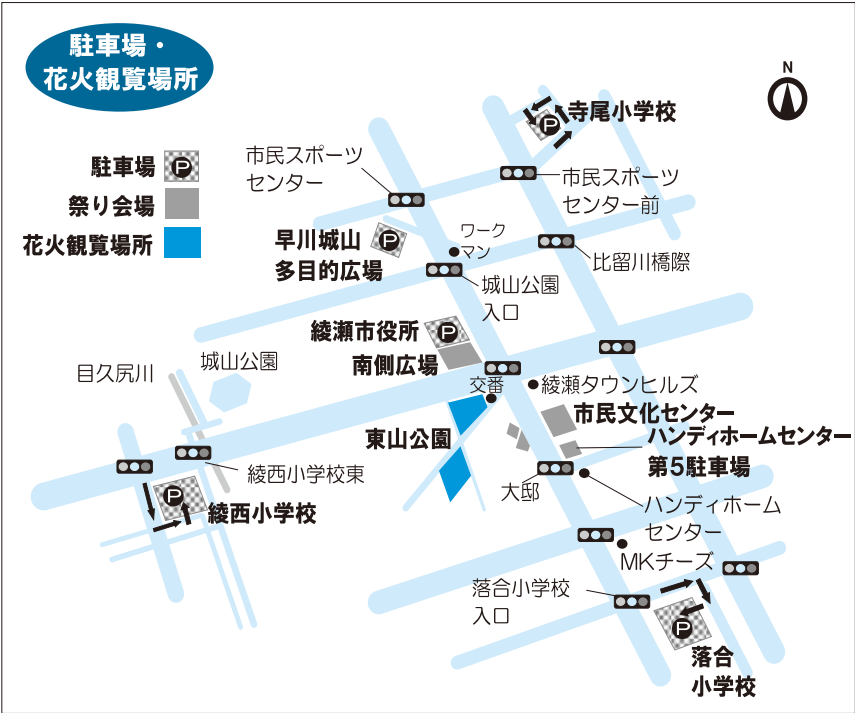 駐車場・
花火観覧場所
N
駐車場 P
祭り会場
花火観覧場所
寺尾小学校
P
市民スポーツ
センター
市民スポーツ
センター前
早川城山
多目的広場
P
ワーク
マン
比留川橋際
城山公園
入口
綾瀬市役所
南側広場
P
目久尻川
城山公園
交番
綾瀬タウンヒルズ
市民文化センター
東山公園
ハンディホームセンター
第5駐車場
綾西小学校東
大邸
P
綾西小学校
ハンディホーム
センター
MKチーズ
落合小学校
入口
P
落合
小学校